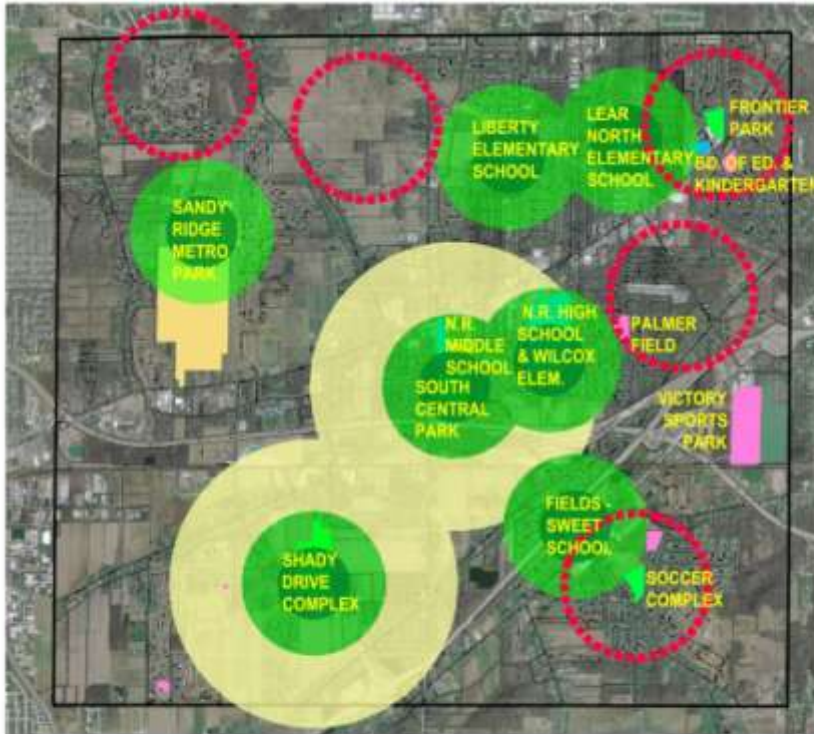 FRONTIER
PARK
LIBERTY
ELEMENTARY
SCHOOL
LEAR
NORTH
ELEMENTARY
SCHOOL
BD. OF ED. &
KINDERGARTEN
SANDY
RIDGE
METRO
PARK
N.R.
MIDDLE
SCHOOL
N.R. HIGH
SCHOOL
& WILCOX
ELEM.
PALMER
FIELD
SOUTH
CENTRAL
PARK
VICTORY
SPORTS
PARK
FIELDS -
SWEET
SCHOOL
SHADY
DRIVE
COMPLEX
SOCCER
COMPLEX